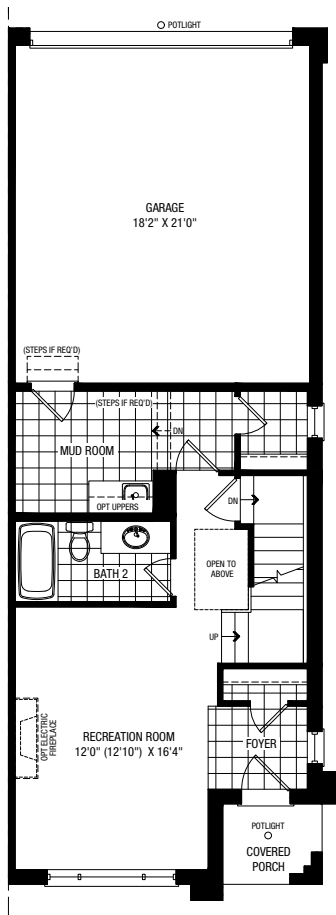 POTLIGHT
GARAGE
18'2" X 21'0"
(STEPS IF REQ'D)
(STEPS IF REQ'D)
DN
MUD ROOM
OPT UPPERS
DN
BATH 2
OPEN TO
ABOVE
UP
OPT ELECTRIC
FIREPLACE
RECREATION ROOM
12'0" (12'10") X 16'4"
FOYER
POTLIGHT
COVERED
PORCH